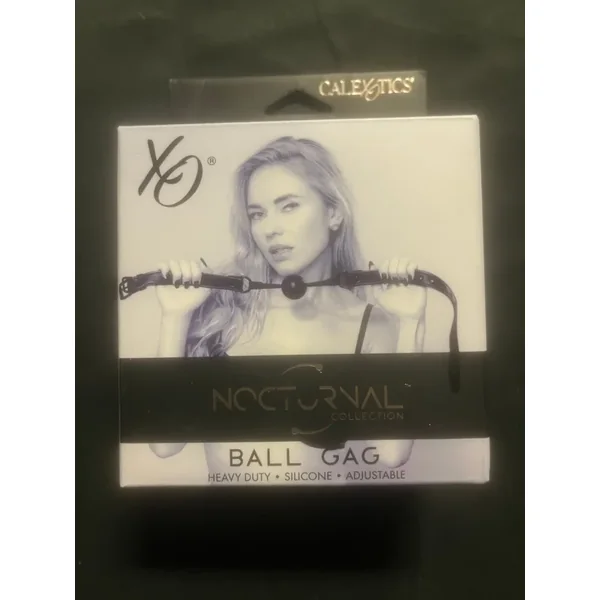 CALEXOTICS®
XO®
NOCTURNAL
COLLECTION
BALL GAG
HEAVY DUTY • SILICONE • ADJUSTABLE